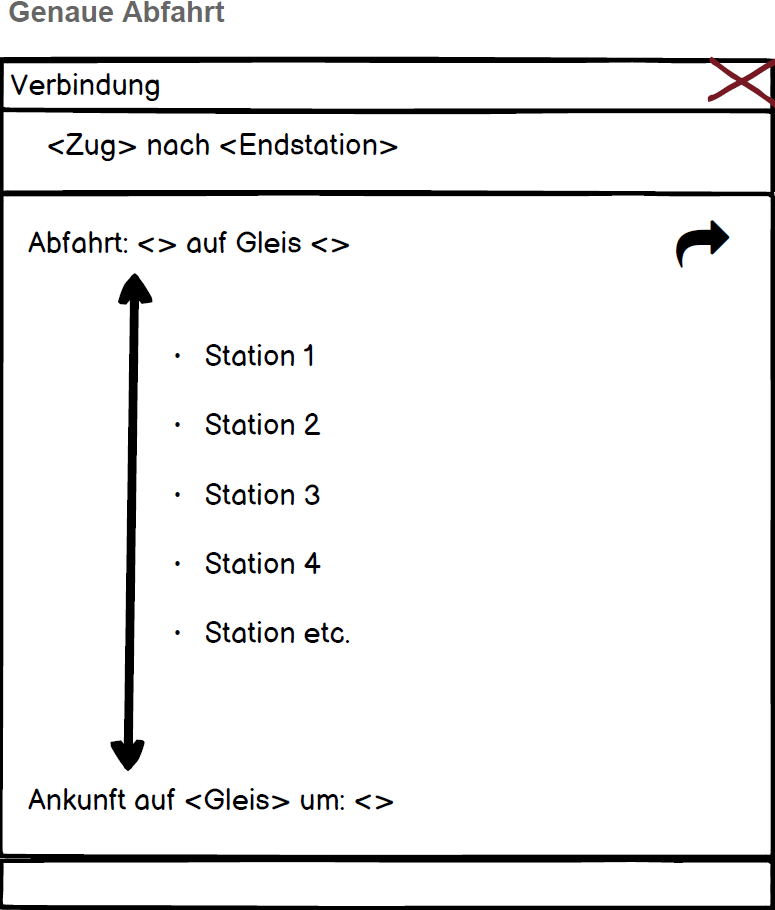 Genaue Abfahrt
Verbindung
<Zug> nach <Endstation>
Abfahrt: <> auf Gleis <>
· Station 1
· Station 2
· Station 3
· Station 4
· Station etc.
Ankunft auf <Gleis> um: <>